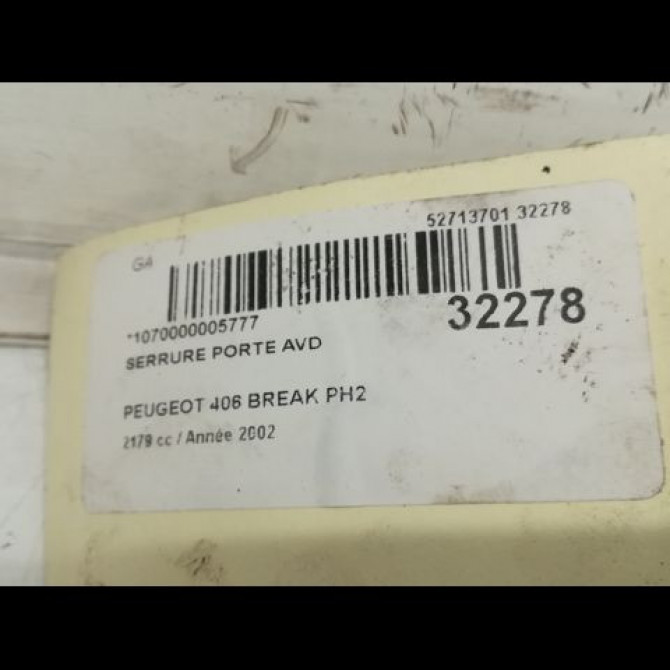 52713701 32278
GA
*1070000005777
32278
SERRURE PORTE AVD
PEUGEOT 406 BREAK PH2
2179 cc / Année 2002